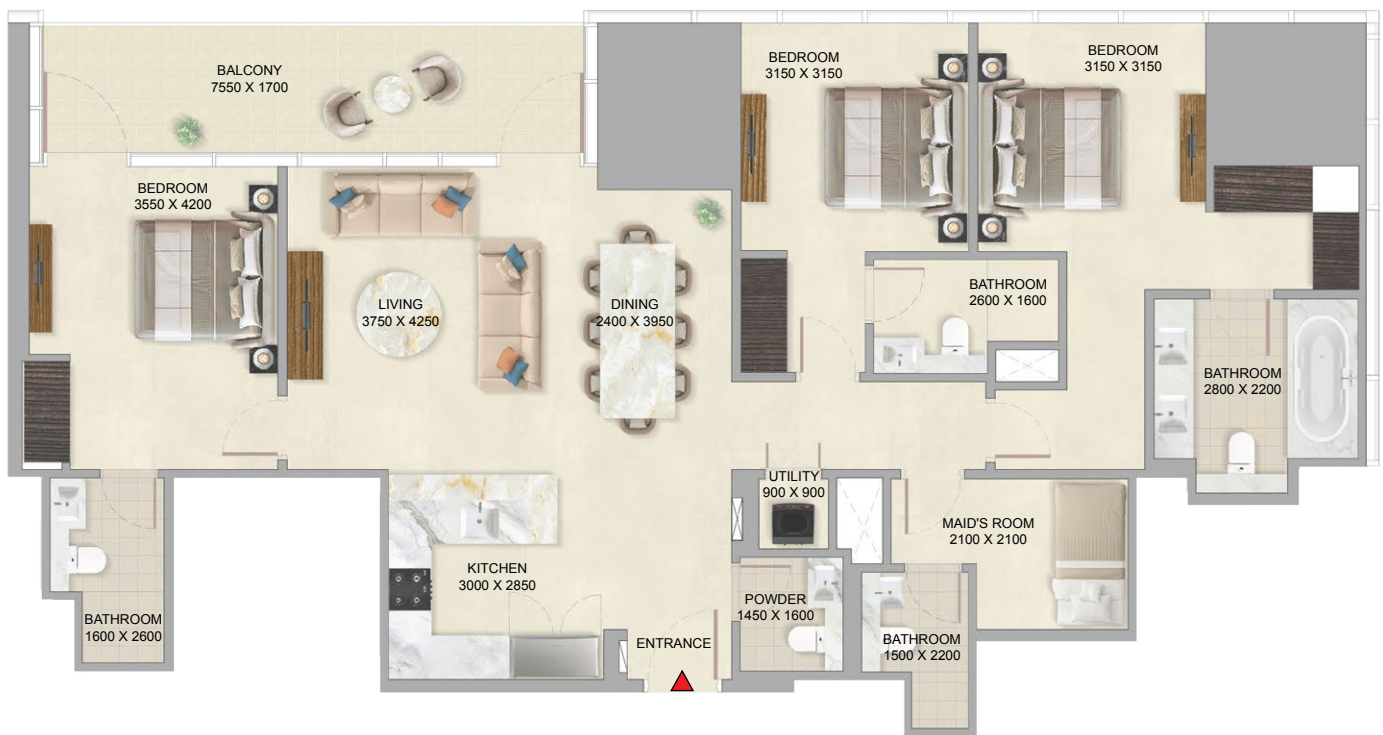 BALCONY
7550 X 1700
BEDROOM
3150 X 3150
BEDROOM
3150 X 3150
BEDROOM
3550 X 4200
LIVING
3750 X 4250
DINING
2400 X 3950
BATHROOM
2600 X 1600
BATHROOM
2800 X 2200
UTILITY
900 X 900
MAID'S ROOM
2100 X 2100
KITCHEN
3000 X 2850
POWDER
1450 X 1600
BATHROOM
1600 X 2600
ENTRANCE
BATHROOM
1500 X 2200